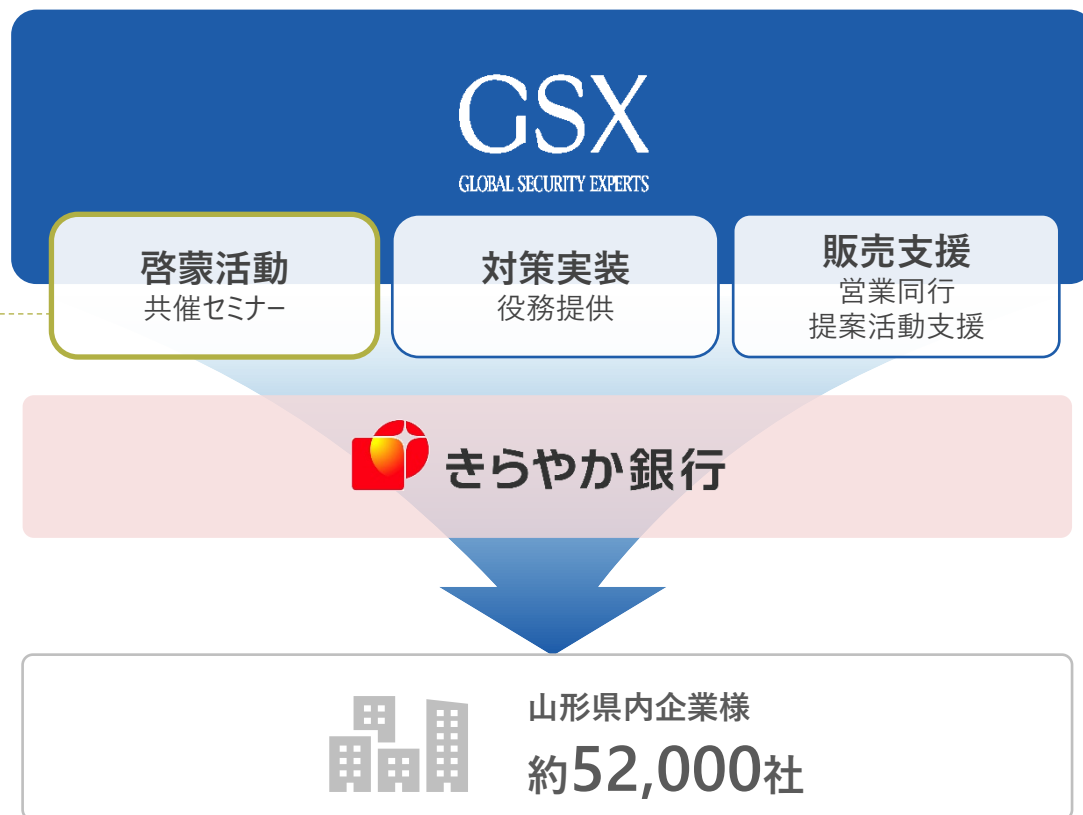 GSX
GLOBAL SECURITY EXPERTS
啓蒙活動
共催セミナー
対策実装
役務提供
販売支援
営業同行
提案活動支援
きらやか銀行
山形県内企業様
約52,000社